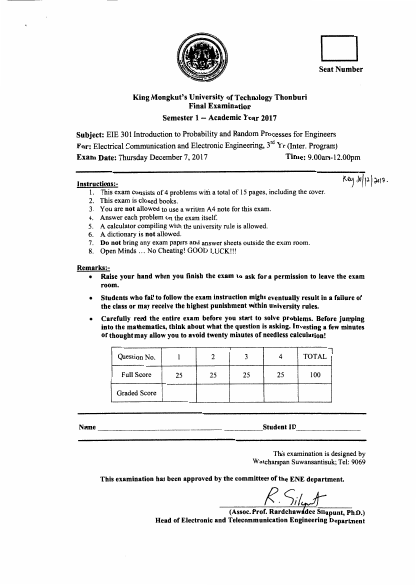 Seat Number
King Mongkut's University of Technology Thonburi
Final Examination
Semester 1 -- Academic Year 2017
Subject: EIE 301 Introduction to Probability and Random Processes for Engineers
For: Electrical Communication and Electronic Engineering, 3rd Yr (Inter. Program)
Exam Date: Thursday December 7, 2017 Time: 9.00am-12.00pm
Instructions:-
1. This exam consists of 4 problems with a total of 15 pages, including the cover.
2. This exam is closed books.
3. You are not allowed to use a written A4 note for this exam.
4. Answer each problem on the exam itself.
5. A calculator compiling with the university rule is allowed.
6. A dictionary is not allowed.
7. Do not bring any exam papers and answer sheets outside the exam room.
8. Open Minds ... No Cheating! GOOD LUCK!!!
Remarks:-
• Raise your hand when you finish the exam to ask for a permission to leave the exam
room.
• Students who fail to follow the exam instruction might eventually result in a failure of
the class or may receive the highest punishment within university rules.
• Carefully read the entire exam before you start to solve problems. Before jumping
into the mathematics, think about what the question is asking. Investing a few minutes
of thought may allow you to avoid twenty minutes of needless calculation!
Question No. 1 2 3 4 TOTAL
Full Score 25 25 25 25 100
Graded Score
Name Student ID
This examination is designed by
Watcharapan Suwansantisuk; Tel: 9069
This examination has been approved by the committees of the ENE department.
(Assoc. Prof. Rardchawadee Silapunt, Ph.D.)
Head of Electronic and Telecommunication Engineering Department